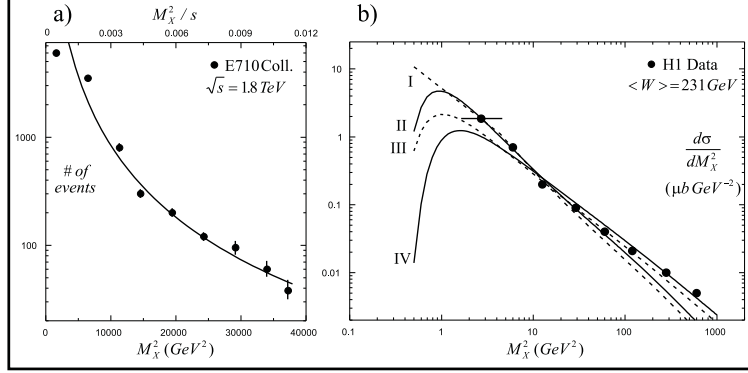 a)
M_X^2 / s
0 0.003 0.006 0.009 0.012
E710 Coll.
√s = 1.8 TeV
# of
events
1000
100
0 10000 20000 30000 40000
M_X^2 (GeV^2)
b)
H1 Data
< W > = 231 GeV
dσ
dM_X^2
(μb GeV^-2)
I
II
III
IV
10
1
0.1
0.01
0.1 1 10 100 1000
M_X^2 (GeV^2)